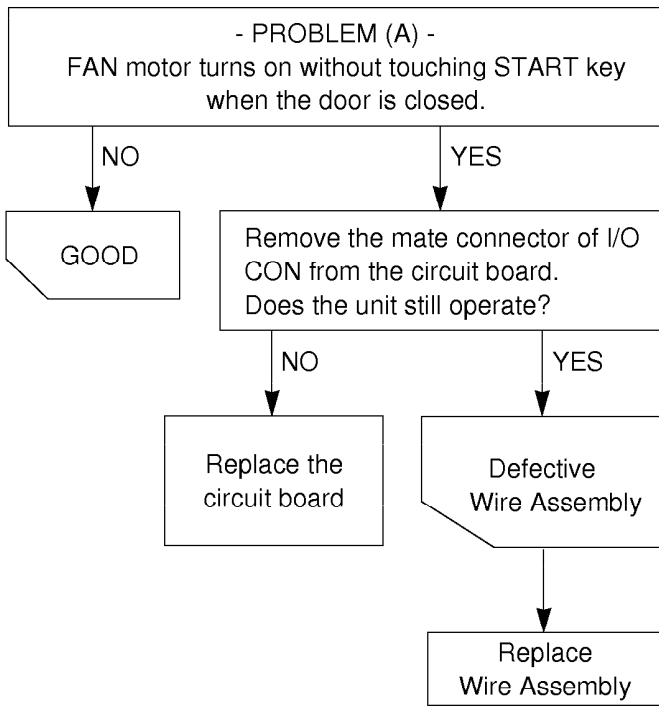 - PROBLEM (A) -
FAN motor turns on without touching START key
when the door is closed.
NO
YES
GOOD
Remove the mate connector of I/O
CON from the circuit board.
Does the unit still operate?
NO
YES
Replace the
circuit board
Defective
Wire Assembly
Replace
Wire Assembly